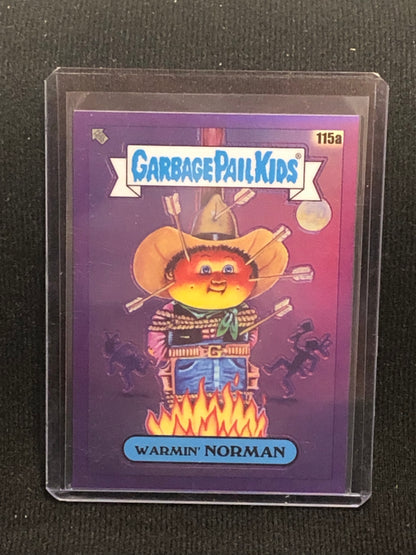 115a
GARBAGE PAIL KIDS®
G
WARMIN' NORMAN